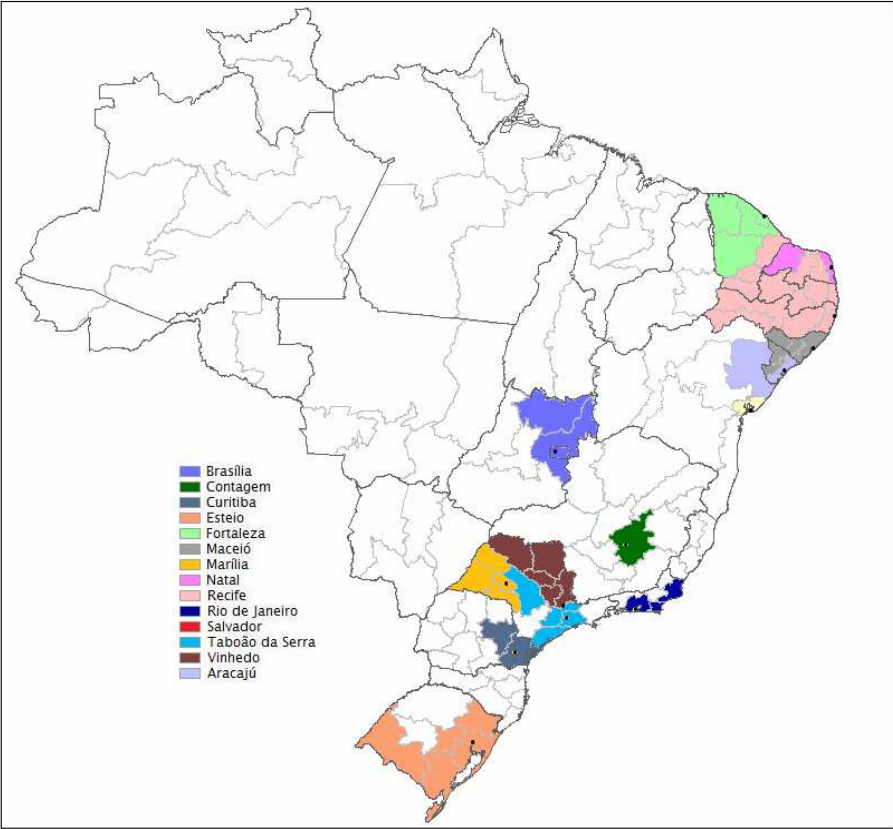 Brasília
Contagem
Curitiba
Esteio
Fortaleza
Maceió
Marília
Natal
Recife
Rio de Janeiro
Salvador
Taboão da Serra
Vinhedo
Aracajú